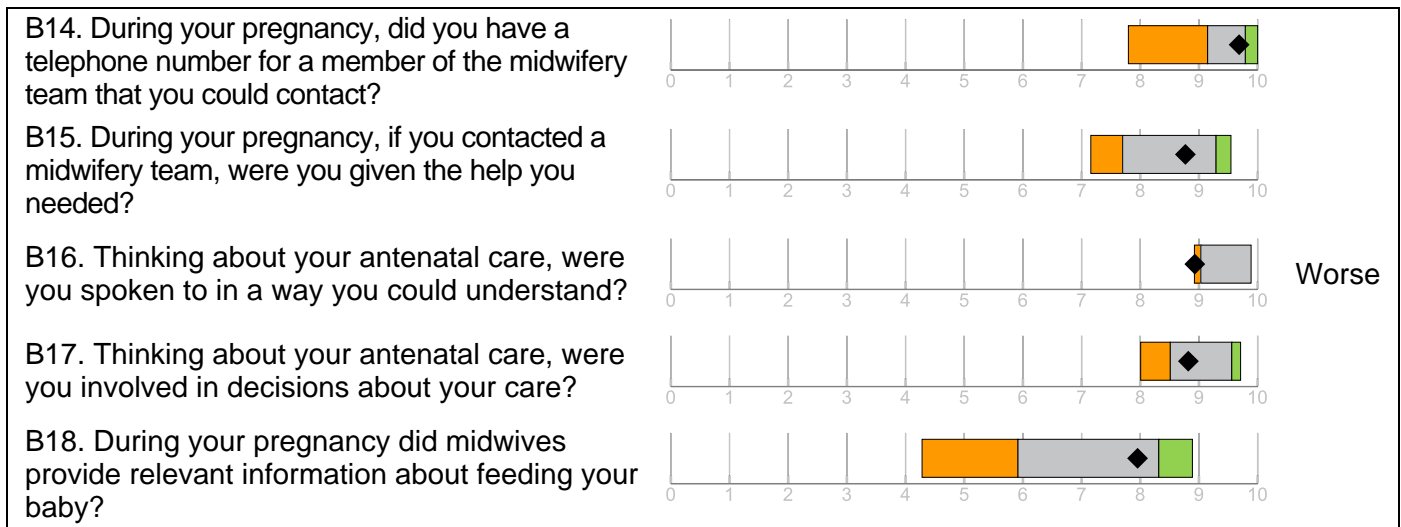 B14. During your pregnancy, did you have a
telephone number for a member of the midwifery
team that you could contact?
0 1 2 3 4 5 6 7 8 9 10
B15. During your pregnancy, if you contacted a
midwifery team, were you given the help you
needed?
0 1 2 3 4 5 6 7 8 9 10
B16. Thinking about your antenatal care, were
you spoken to in a way you could understand?
0 1 2 3 4 5 6 7 8 9 10
Worse
B17. Thinking about your antenatal care, were
you involved in decisions about your care?
0 1 2 3 4 5 6 7 8 9 10
B18. During your pregnancy did midwives
provide relevant information about feeding your
baby?
0 1 2 3 4 5 6 7 8 9 10